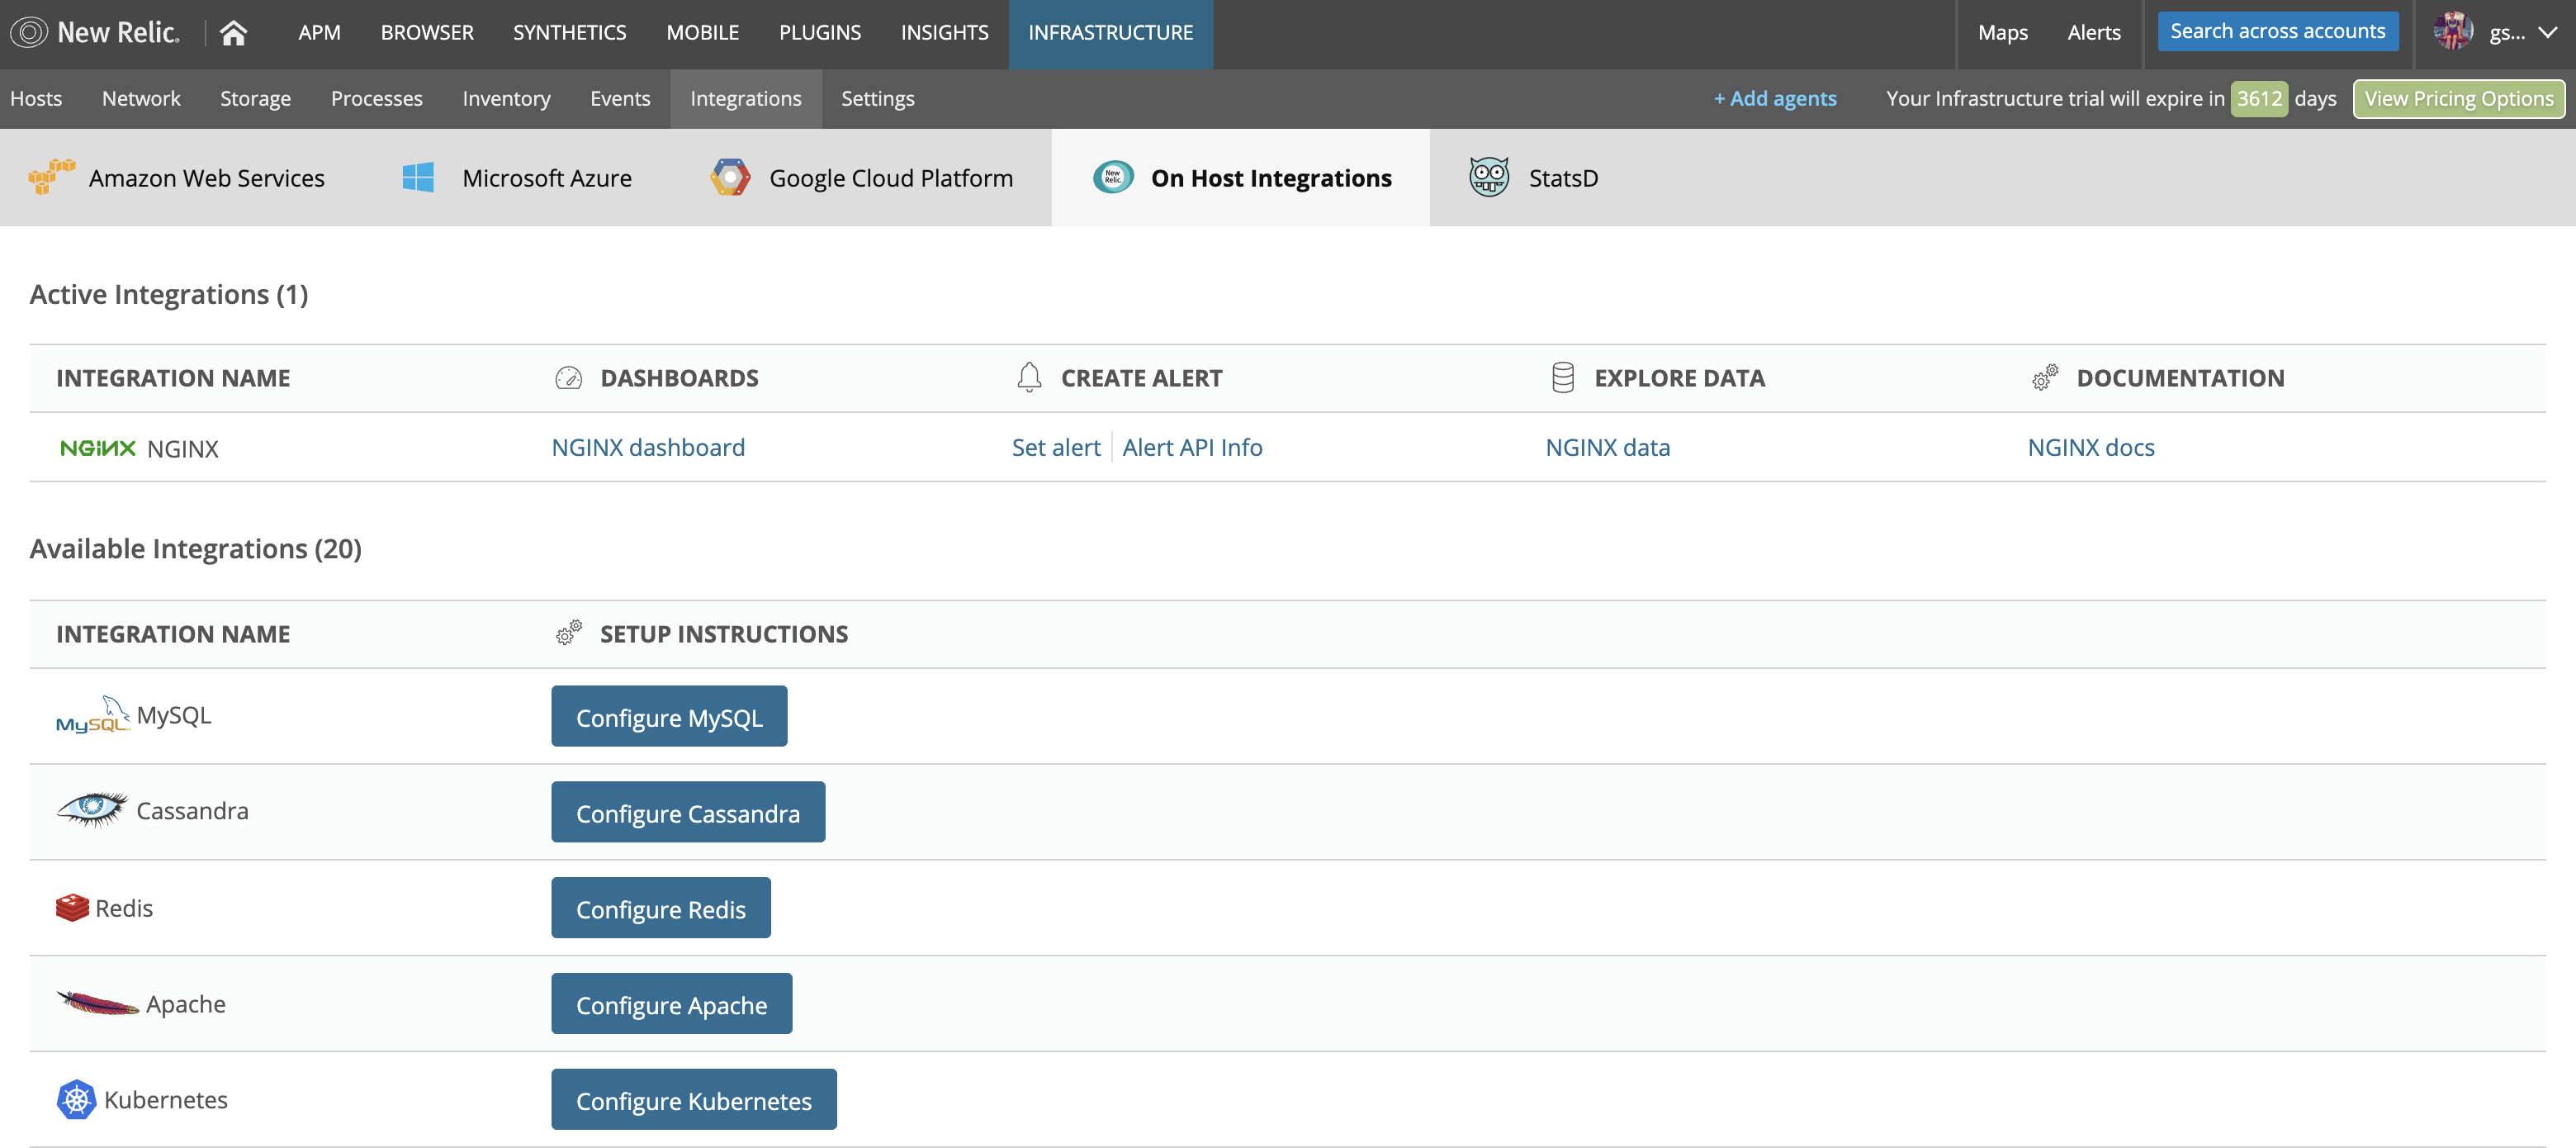 New Relic. APM BROWSER SYNTHETICS MOBILE PLUGINS INSIGHTS INFRASTRUCTURE Maps Alerts Search across accounts gs...
Hosts Network Storage Processes Inventory Events Integrations Settings + Add agents Your Infrastructure trial will expire in 3612 days View Pricing Options
Amazon Web Services Microsoft Azure Google Cloud Platform New Relic. On Host Integrations StatsD
Active Integrations (1)
INTEGRATION NAME DASHBOARDS CREATE ALERT EXPLORE DATA DOCUMENTATION
NGINX NGINX NGINX dashboard Set alert Alert API Info NGINX data NGINX docs
Available Integrations (20)
INTEGRATION NAME SETUP INSTRUCTIONS
MySQL MySQL Configure MySQL
Cassandra Configure Cassandra
Redis Configure Redis
Apache Configure Apache
Kubernetes Configure Kubernetes